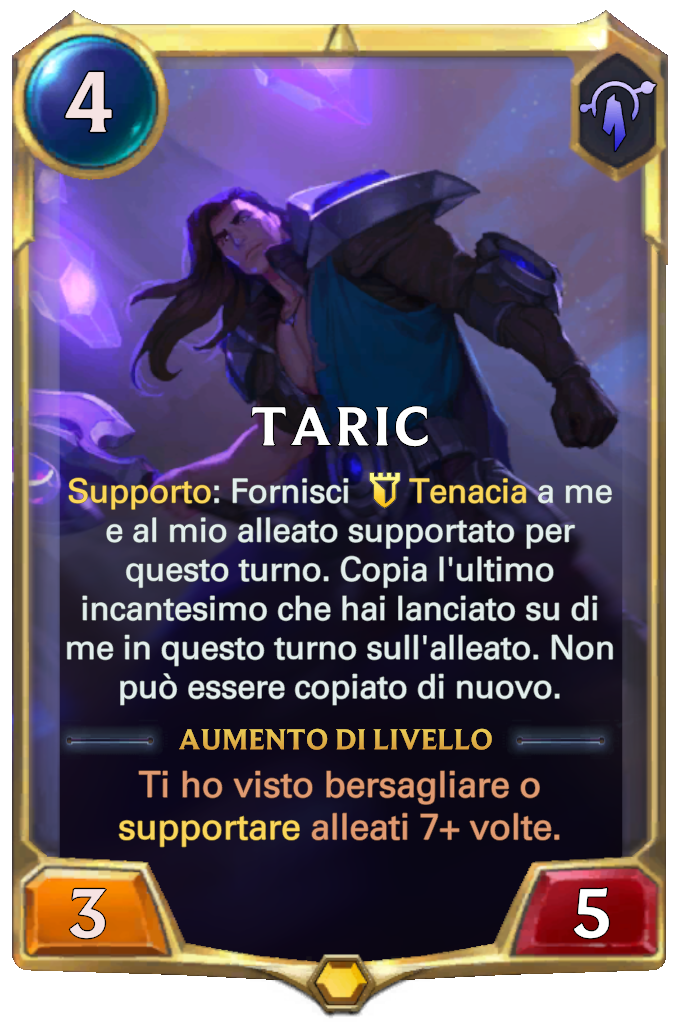 4
TARIC
Supporto: Fornisci Tenacia a me
e al mio alleato supportato per
questo turno. Copia l'ultimo
incantesimo che hai lanciato su di
me in questo turno sull'alleato. Non
può essere copiato di nuovo.
AUMENTO DI LIVELLO
Ti ho visto bersagliare o
supportare alleati 7+ volte.
3
5